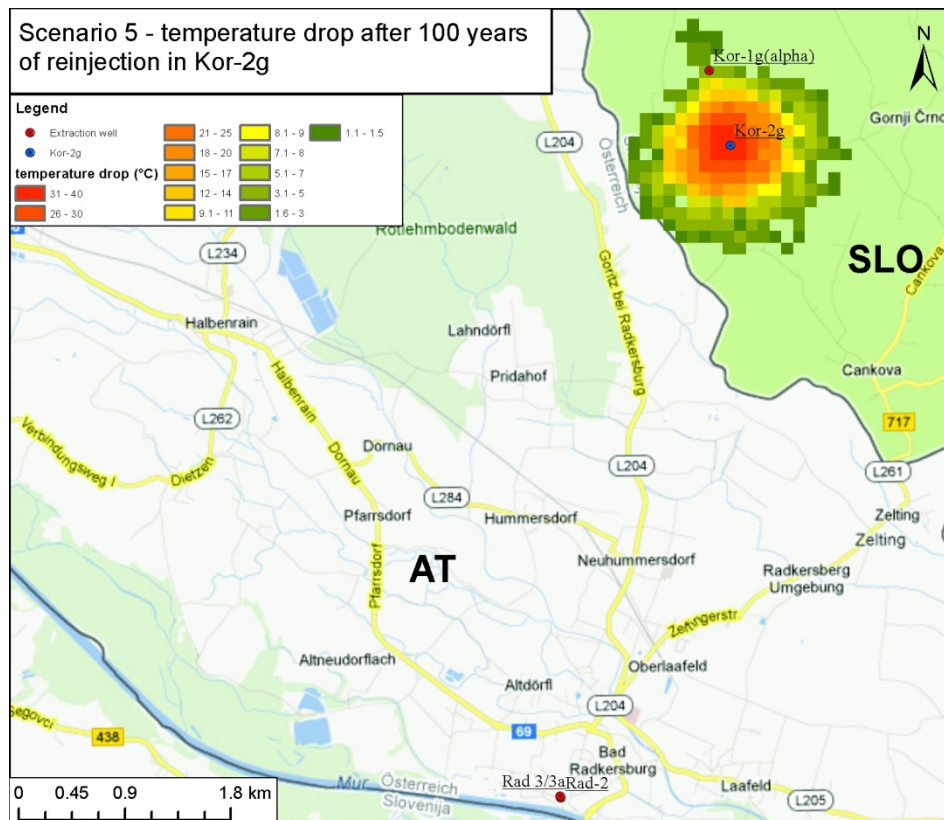 Scenario 5 - temperature drop after 100 years
of reinjection in Kor-2g
N
Legend
Extraction well
Kor-2g
temperature drop (°C)
31 - 40
26 - 30
21 - 25
18 - 20
15 - 17
12 - 14
9.1 - 11
8.1 - 9
7.1 - 8
5.1 - 7
3.1 - 5
1.6 - 3
1.1 - 1.5
Kor-1g(alpha)
Kor-2g
Gornji Črnc
L204
Österreich
Rotlehmbodenwald
L234
SLO
Goritz bei Radkersburg
Cankova
Halbenrain
Lahndörfl
Pridahof
Cankova
Halbenrain
L262
717
Verbindungsweg I
Dietzen
Dornau
Dornau
L204
L261
L284
Pfarrsdorf
Hummersdorf
Zelting
Zelting
AT
Neuhummersdorf
Pfarrsdorf
Radkersberg
Umgebung
Zeltingerstr.
Altneudorflach
Oberlaafeld
Altdörfl
L204
Segovci
438
69
Bad
Radkersburg
Mur
Österreich
Slovenija
Rad 3/3a
Rad-2
Laafeld
L205
0 0.45 0.9 1.8 km